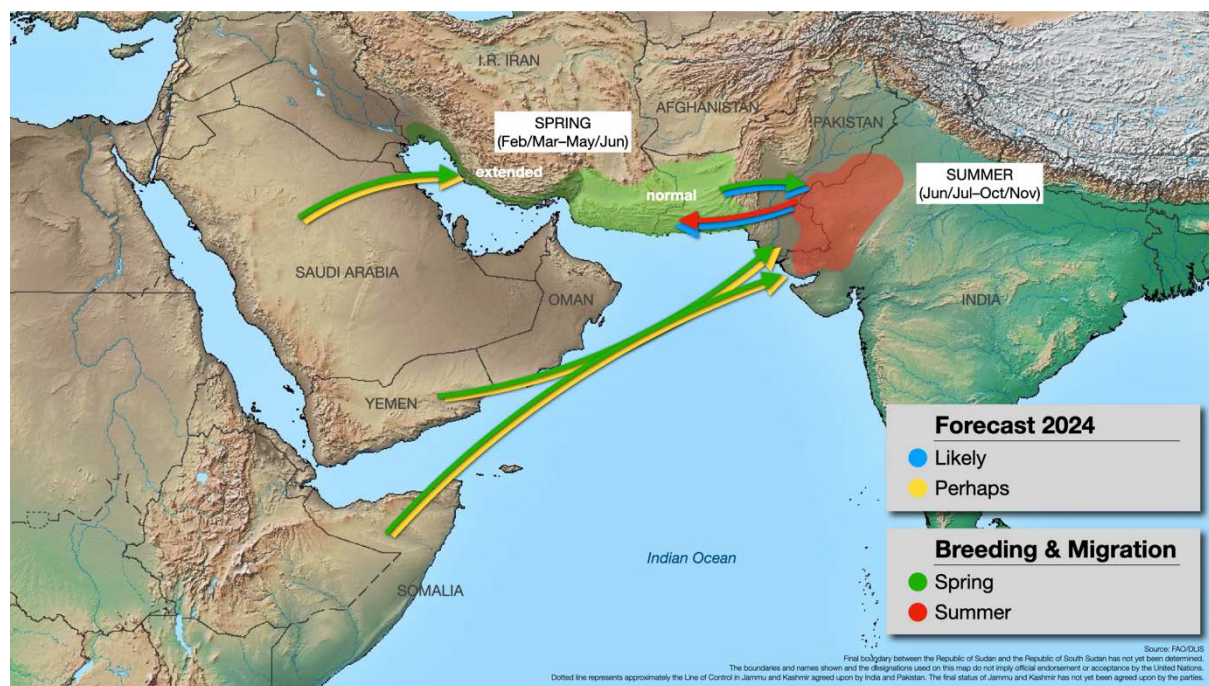 I.R. IRAN
AFGHANISTAN
PAKISTAN
SPRING
(Feb/Mar–May/Jun)
extended
normal
SUMMER
(Jun/Jul–Oct/Nov)
SAUDI ARABIA
OMAN
INDIA
YEMEN
SOMALIA
Indian Ocean
Forecast 2024
Likely
Perhaps
Breeding & Migration
Spring
Summer
Source: FAO/DLIS
Final boundary between the Republic of Sudan and the Republic of South Sudan has not yet been determined.
The boundaries and names shown and the designations used on this map do not imply official endorsement or acceptance by the United Nations.
Dotted line represents approximately the Line of Control in Jammu and Kashmir agreed upon by India and Pakistan. The final status of Jammu and Kashmir has not yet been agreed upon by the parties.